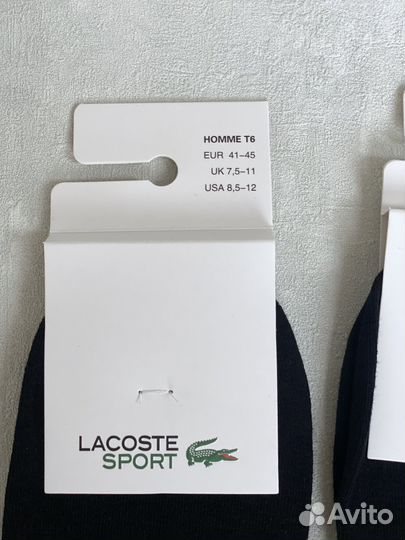 HOMME T6
EUR 41–45
UK 7,5–11
USA 8,5–12
LACOSTE
SPORT
Avito